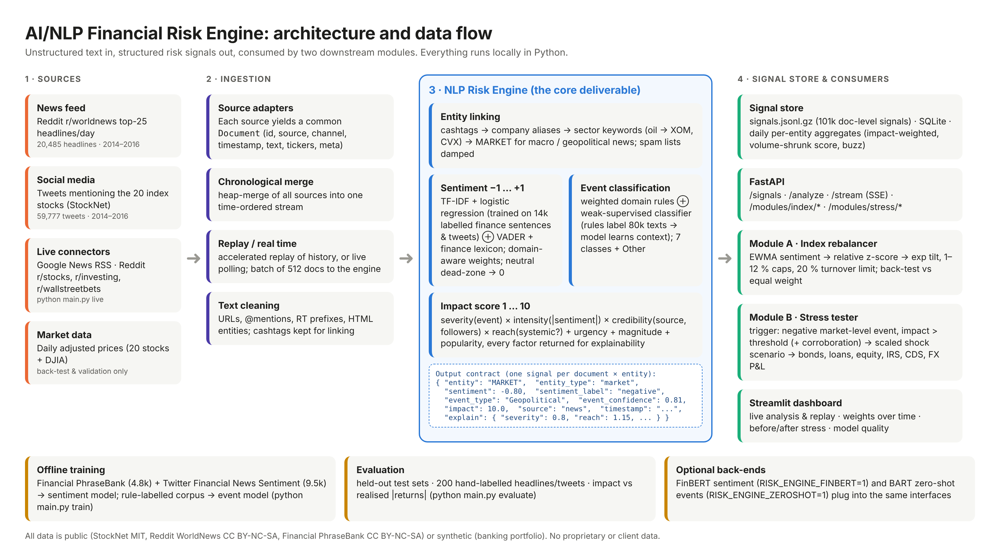 AI/NLP Financial Risk Engine: architecture and data flow
Unstructured text in, structured risk signals out, consumed by two downstream modules. Everything runs locally in Python.
1 · SOURCES
News feed
Reddit r/worldnews top-25
headlines/day
20,485 headlines · 2014–2016
Social media
Tweets mentioning the 20 index
stocks (StockNet)
59,777 tweets · 2014–2016
Live connectors
Google News RSS · Reddit
r/stocks, r/investing,
r/wallstreetbets
python main.py live
Market data
Daily adjusted prices (20 stocks
+ DJIA)
back-test & validation only
➜
2 · INGESTION
Source adapters
Each source yields a common
Document (id, source, channel,
timestamp, text, tickers, meta)
Chronological merge
heap-merge of all sources into one
time-ordered stream
Replay / real time
accelerated replay of history, or live
polling; batch of 512 docs to the engine
Text cleaning
URLs, @mentions, RT prefixes, HTML
entities; cashtags kept for linking
➜
3 · NLP Risk Engine (the core deliverable)
Entity linking
cashtags → company aliases → sector keywords (oil → XOM,
CVX) → MARKET for macro / geopolitical news; spam lists
damped
Sentiment −1 … +1
TF-IDF + logistic
regression (trained on 14k
labelled finance sentences
& tweets) ⊕ VADER +
finance lexicon; domain-
aware weights; neutral
dead-zone → 0
Event classification
weighted domain rules ⊕
weak-supervised classifier
(rules label 80k texts →
model learns context); 7
classes + Other
Impact score 1 … 10
severity(event) × intensity(|sentiment|) × credibility(source,
followers) × reach(systemic?) + urgency + magnitude +
popularity, every factor returned for explainability
Output contract (one signal per document × entity):
{ "entity": "MARKET",  "entity_type": "market",
  "sentiment": -0.80,  "sentiment_label": "negative",
  "event_type": "Geopolitical",  "event_confidence": 0.81,
  "impact": 10.0,  "source": "news",  "timestamp": "...",
  "explain": { "severity": 0.8, "reach": 1.15, ... } }
➜
4 · SIGNAL STORE & CONSUMERS
Signal store
signals.jsonl.gz (101k doc-level signals) · SQLite ·
daily per-entity aggregates (impact-weighted,
volume-shrunk score, buzz)
FastAPI
/signals · /analyze · /stream (SSE) ·
/modules/index/* · /modules/stress/*
Module A · Index rebalancer
EWMA sentiment → relative z-score → exp tilt, 1–
12 % caps, 20 % turnover limit; back-test vs
equal weight
Module B · Stress tester
trigger: negative market-level event, impact >
threshold (+ corroboration) → scaled shock
scenario → bonds, loans, equity, IRS, CDS, FX
P&L
Streamlit dashboard
live analysis & replay · weights over time ·
before/after stress · model quality
Offline training
Financial PhraseBank (4.8k) + Twitter Financial News Sentiment (9.5k)
→ sentiment model; rule-labelled corpus → event model (python
main.py train)
Evaluation
held-out test sets · 200 hand-labelled headlines/tweets · impact vs
realised |returns| (python main.py evaluate)
Optional back-ends
FinBERT sentiment (RISK_ENGINE_FINBERT=1) and BART zero-shot
events (RISK_ENGINE_ZEROSHOT=1) plug into the same interfaces
All data is public (StockNet MIT, Reddit WorldNews CC BY-NC-SA, Financial PhraseBank CC BY-NC-SA) or synthetic (banking portfolio). No proprietary or client data.